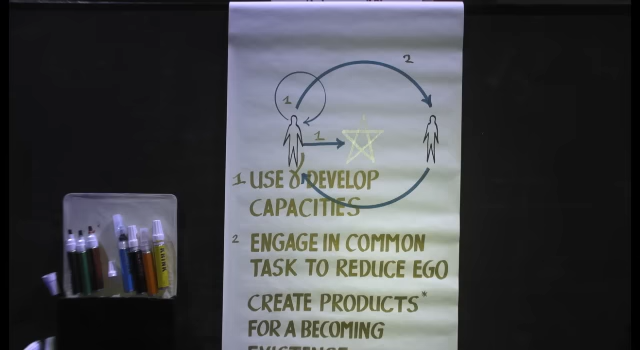 2
1
1
1 USE & DEVELOP
CAPACITIES
2 ENGAGE IN COMMON
TASK TO REDUCE EGO
CREATE PRODUCTS*
FOR A BECOMING
EXISTENCE